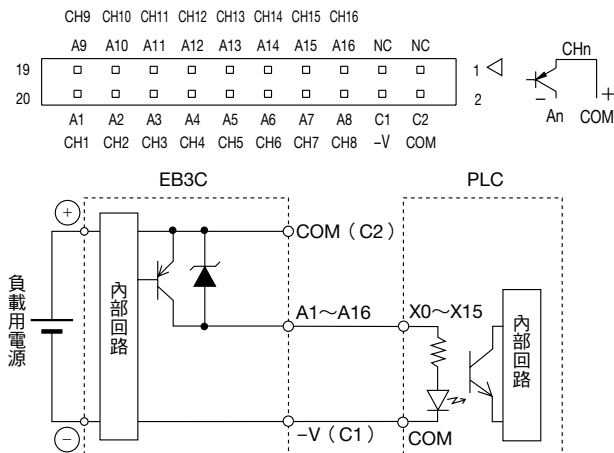 CH9 CH10 CH11 CH12 CH13 CH14 CH15 CH16
A9 A10 A11 A12 A13 A14 A15 A16 NC NC
19 1
20 2
A1 A2 A3 A4 A5 A6 A7 A8 C1 C2
CH1 CH2 CH3 CH4 CH5 CH6 CH7 CH8 -V COM
CHn
- +
An COM
EB3C PLC
+
COM(C2)
負載用電源
內部回路
A1~A16 X0~X15
內部回路
-V(C1) COM
-